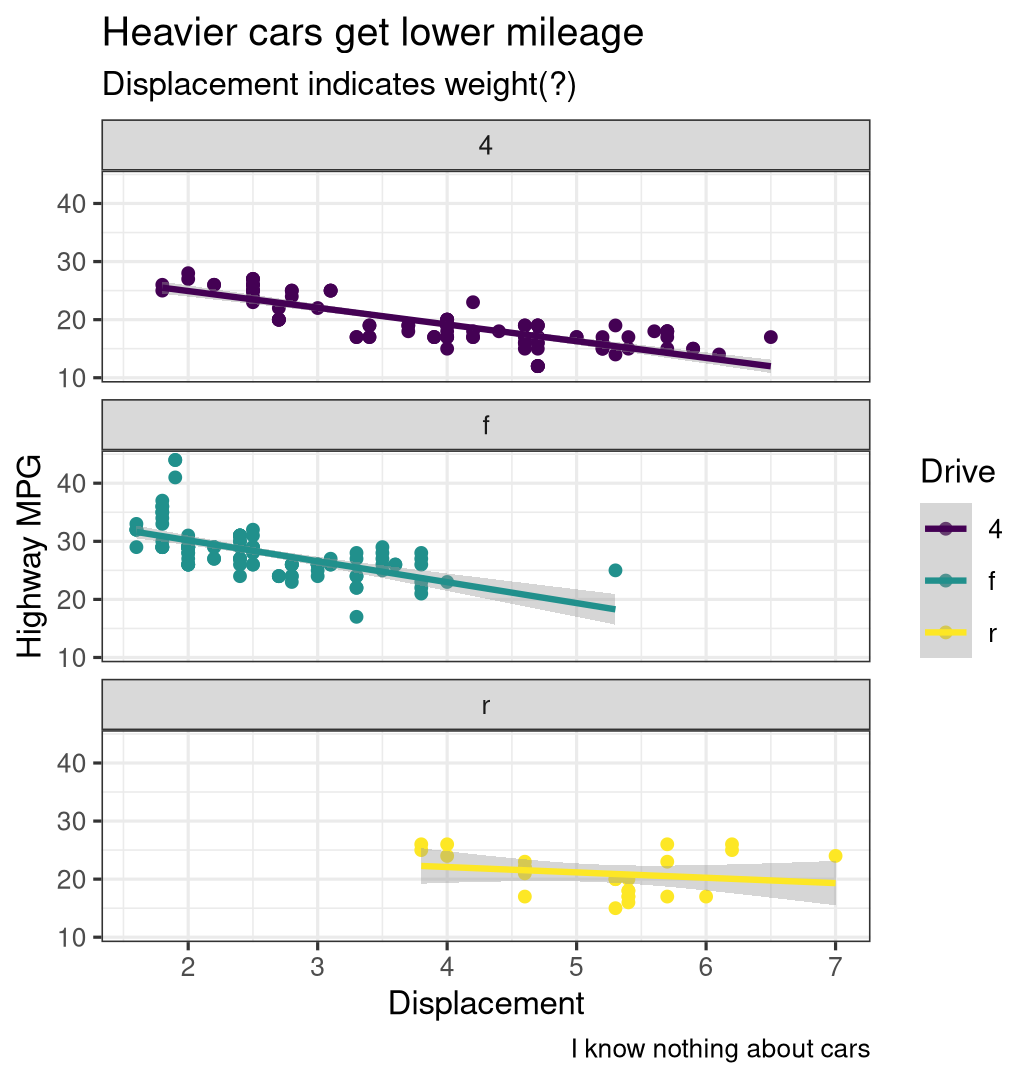 Heavier cars get lower mileage
Displacement indicates weight(?)
4
40
30
20
10
f
40
30
20
10
r
40
30
20
10
2 3 4 5 6 7
Highway MPG
Displacement
Drive
4
f
r
I know nothing about cars